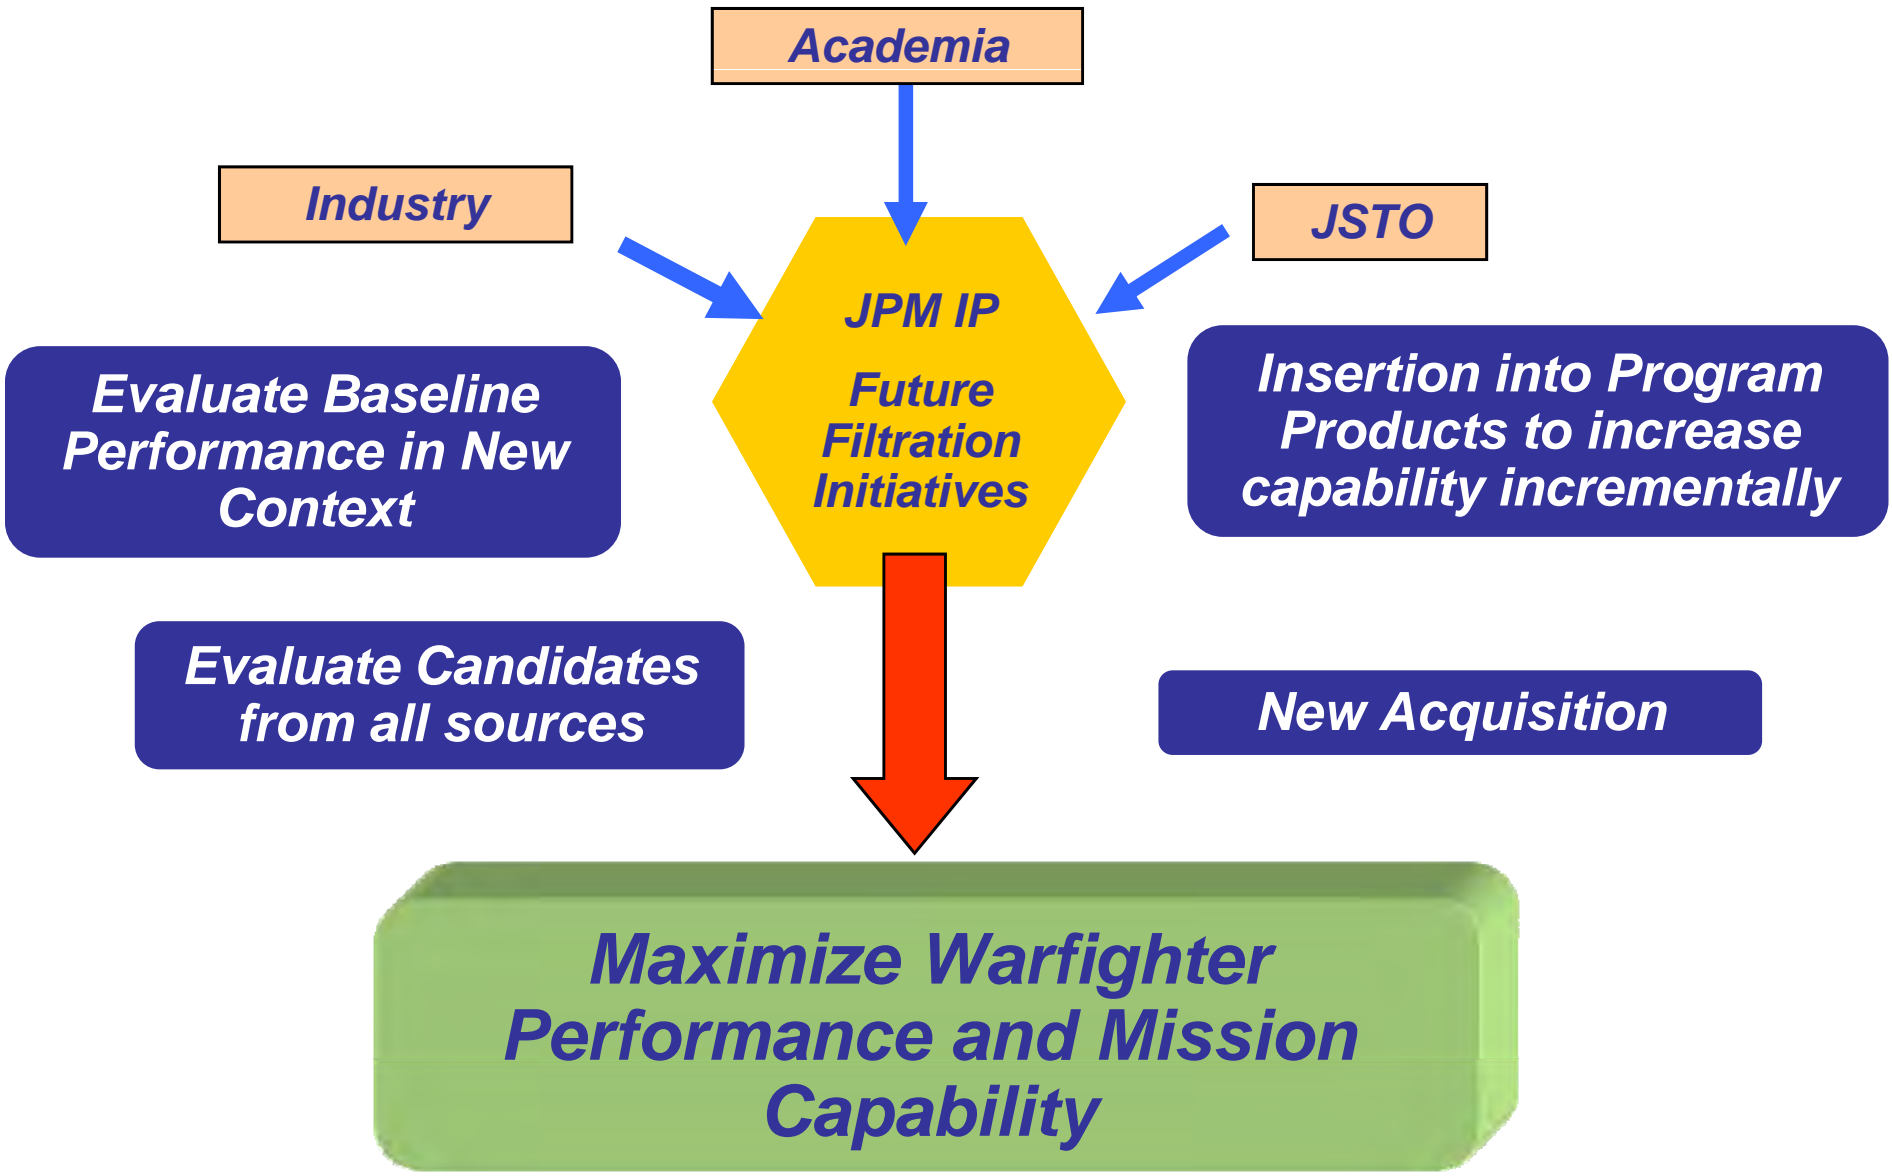 Academia
Industry
JSTO
JPM IP
Future
Filtration
Initiatives
Evaluate Baseline
Performance in New
Context
Insertion into Program
Products to increase
capability incrementally
Evaluate Candidates
from all sources
New Acquisition
Maximize Warfighter
Performance and Mission
Capability